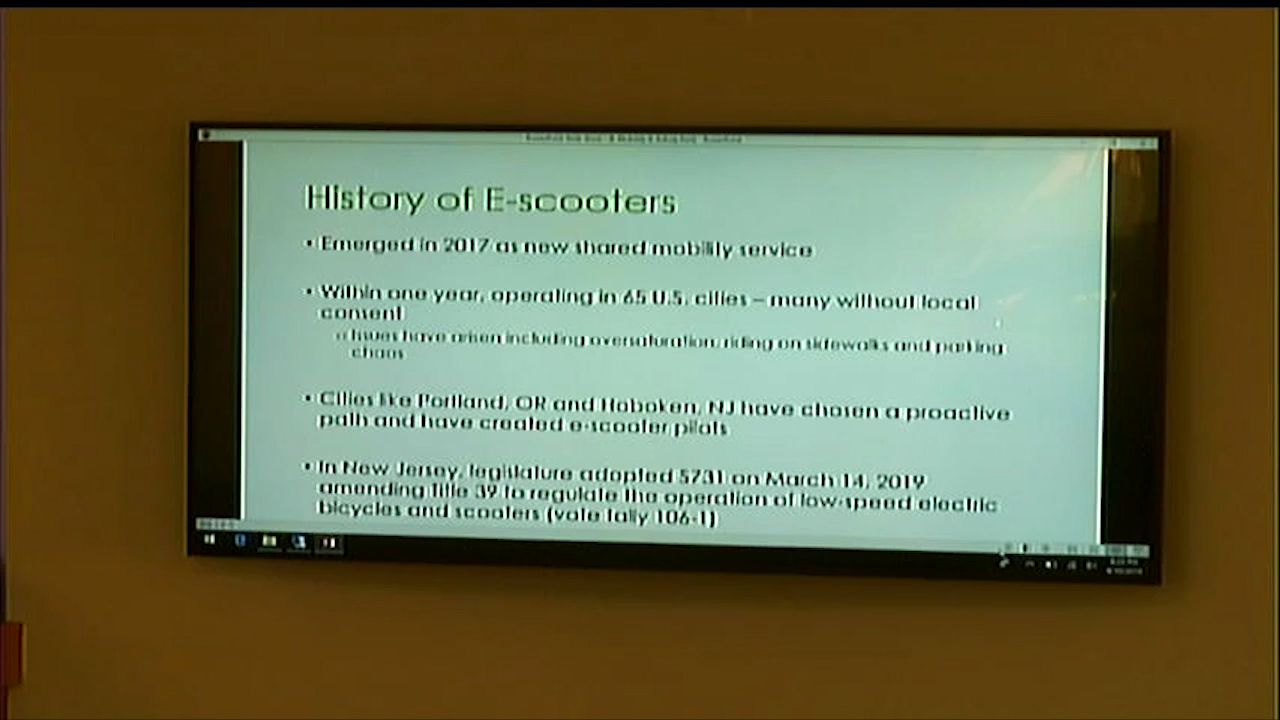 History of E-scooters
• Emerged in 2017 as new shared mobility service
• Within one year, operating in 65 U.S. cities – many without local
consent
o Issues have arisen including oversaturation, riding on sidewalks and parking
chaos
• Cities like Portland, OR and Hoboken, NJ have chosen a proactive
path and have created e-scooter pilots
• In New Jersey, legislature adopted S731 on March 14, 2019
amending Title 39 to regulate the operation of low-speed electric
bicycles and scooters (vote tally 106-1)